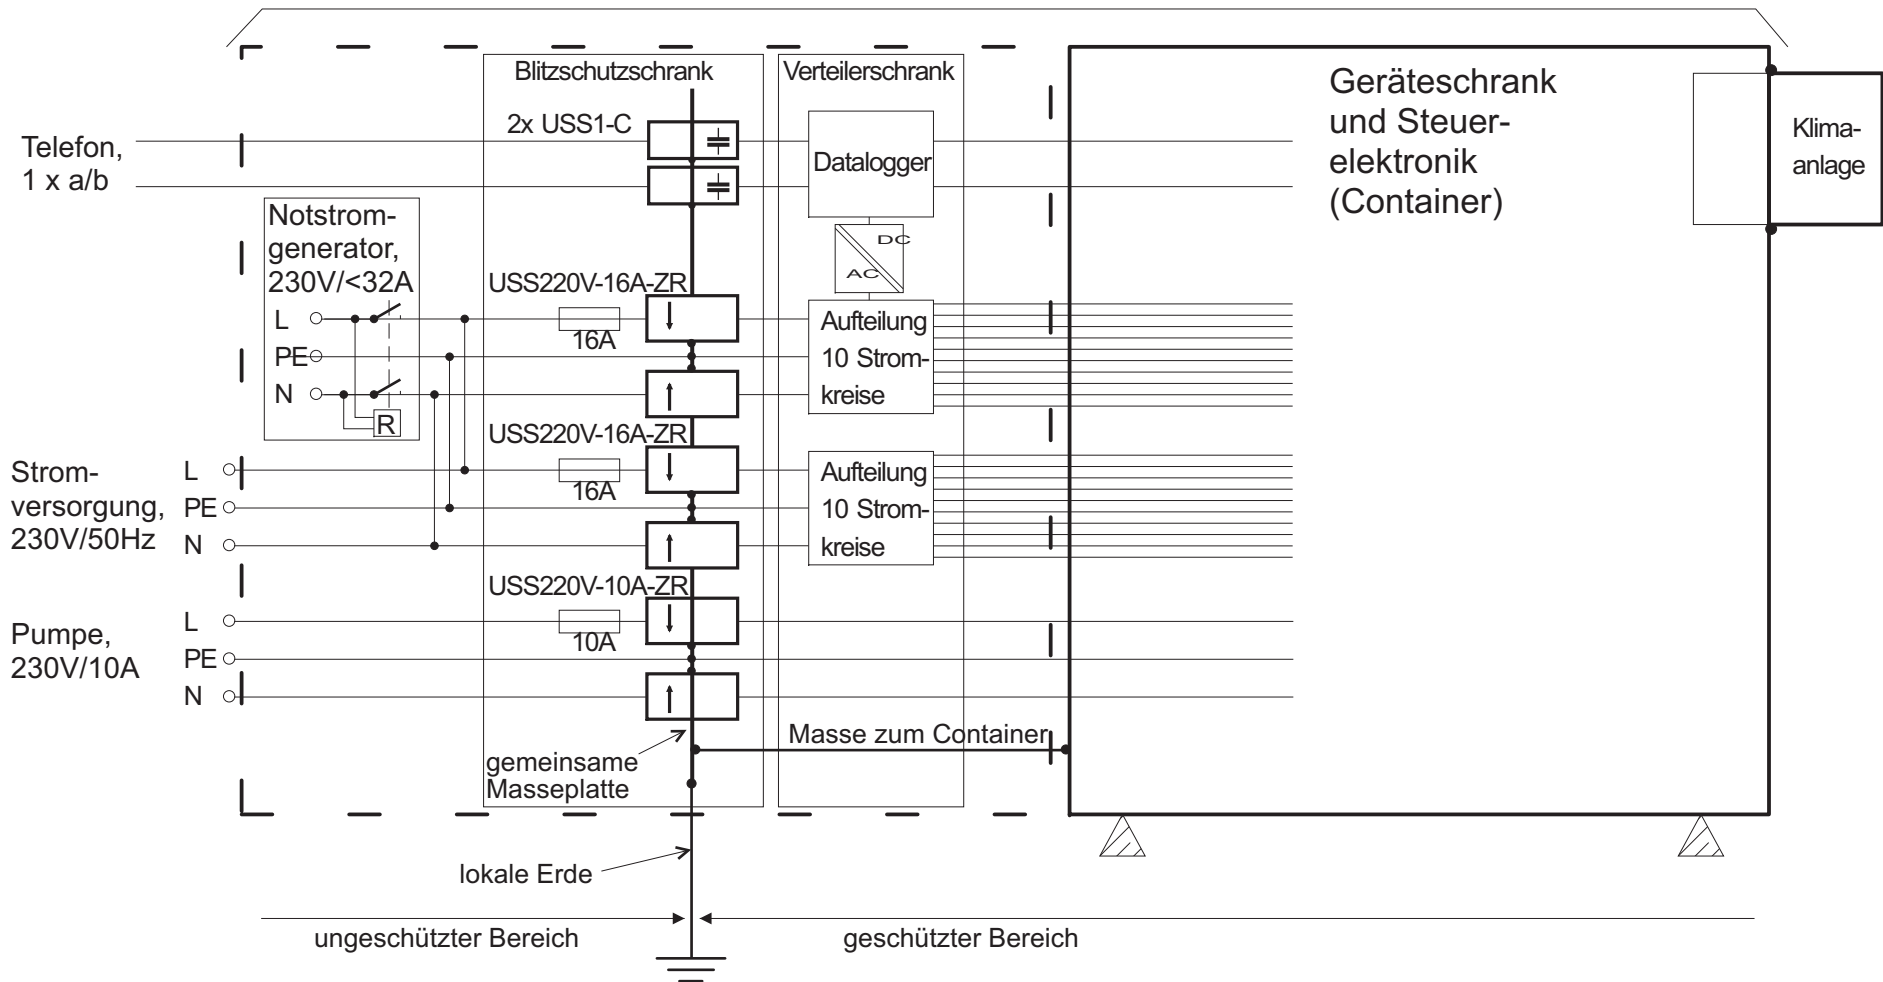 Blitzschutzschrank
Verteilerschrank
Geräteschrank
und Steuer-
elektronik
(Container)
Klima-
anlage
Telefon,
1 x a/b
2x USS1-C
Datalogger
DC
AC
Notstrom-
generator,
230V/<32A
L
PE
N
R
USS220V-16A-ZR
16A
Aufteilung
10 Strom-
kreise
Strom-
versorgung,
230V/50Hz
L
PE
N
USS220V-16A-ZR
16A
Aufteilung
10 Strom-
kreise
Pumpe,
230V/10A
L
PE
N
USS220V-10A-ZR
10A
Masse zum Container
gemeinsame
Masseplatte
lokale Erde
ungeschützter Bereich
geschützter Bereich